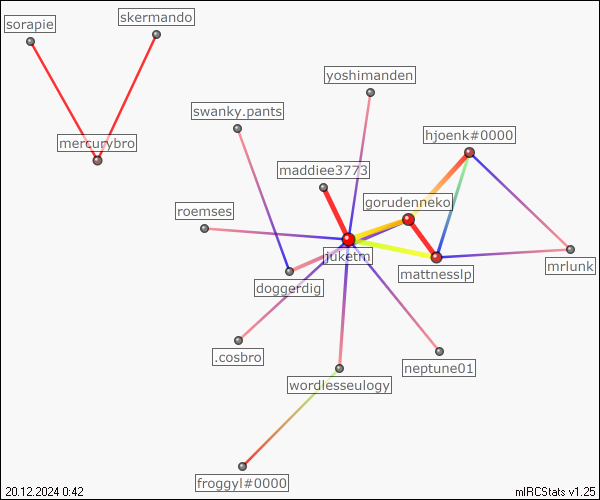 skermando
sorapie
yoshimanden
swanky.pants
hjoenk#0000
mercurybro
maddiee3773
gorudenneko
roemses
juketm
mattnesslp
mrlunk
doggerdig
.cosbro
neptune01
wordlesseulogy
froggyl#0000
20.12.2024 0:42
mIRCStats v1.25